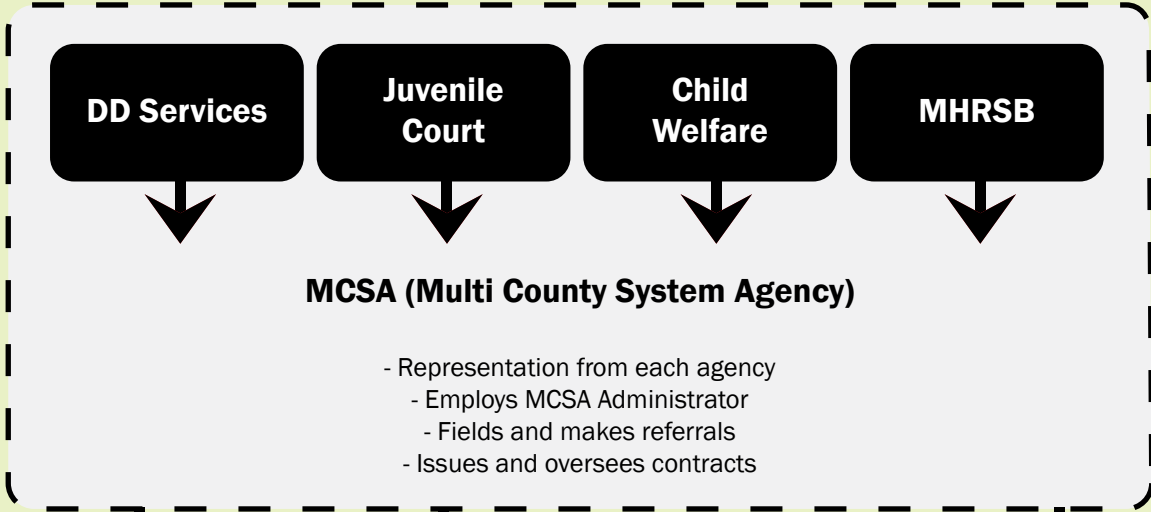 DD Services
Juvenile
Court
Child
Welfare
MHRSB
MCSA (Multi County System Agency)
- Representation from each agency
- Employs MCSA Administrator
- Fields and makes referrals
- Issues and oversees contracts